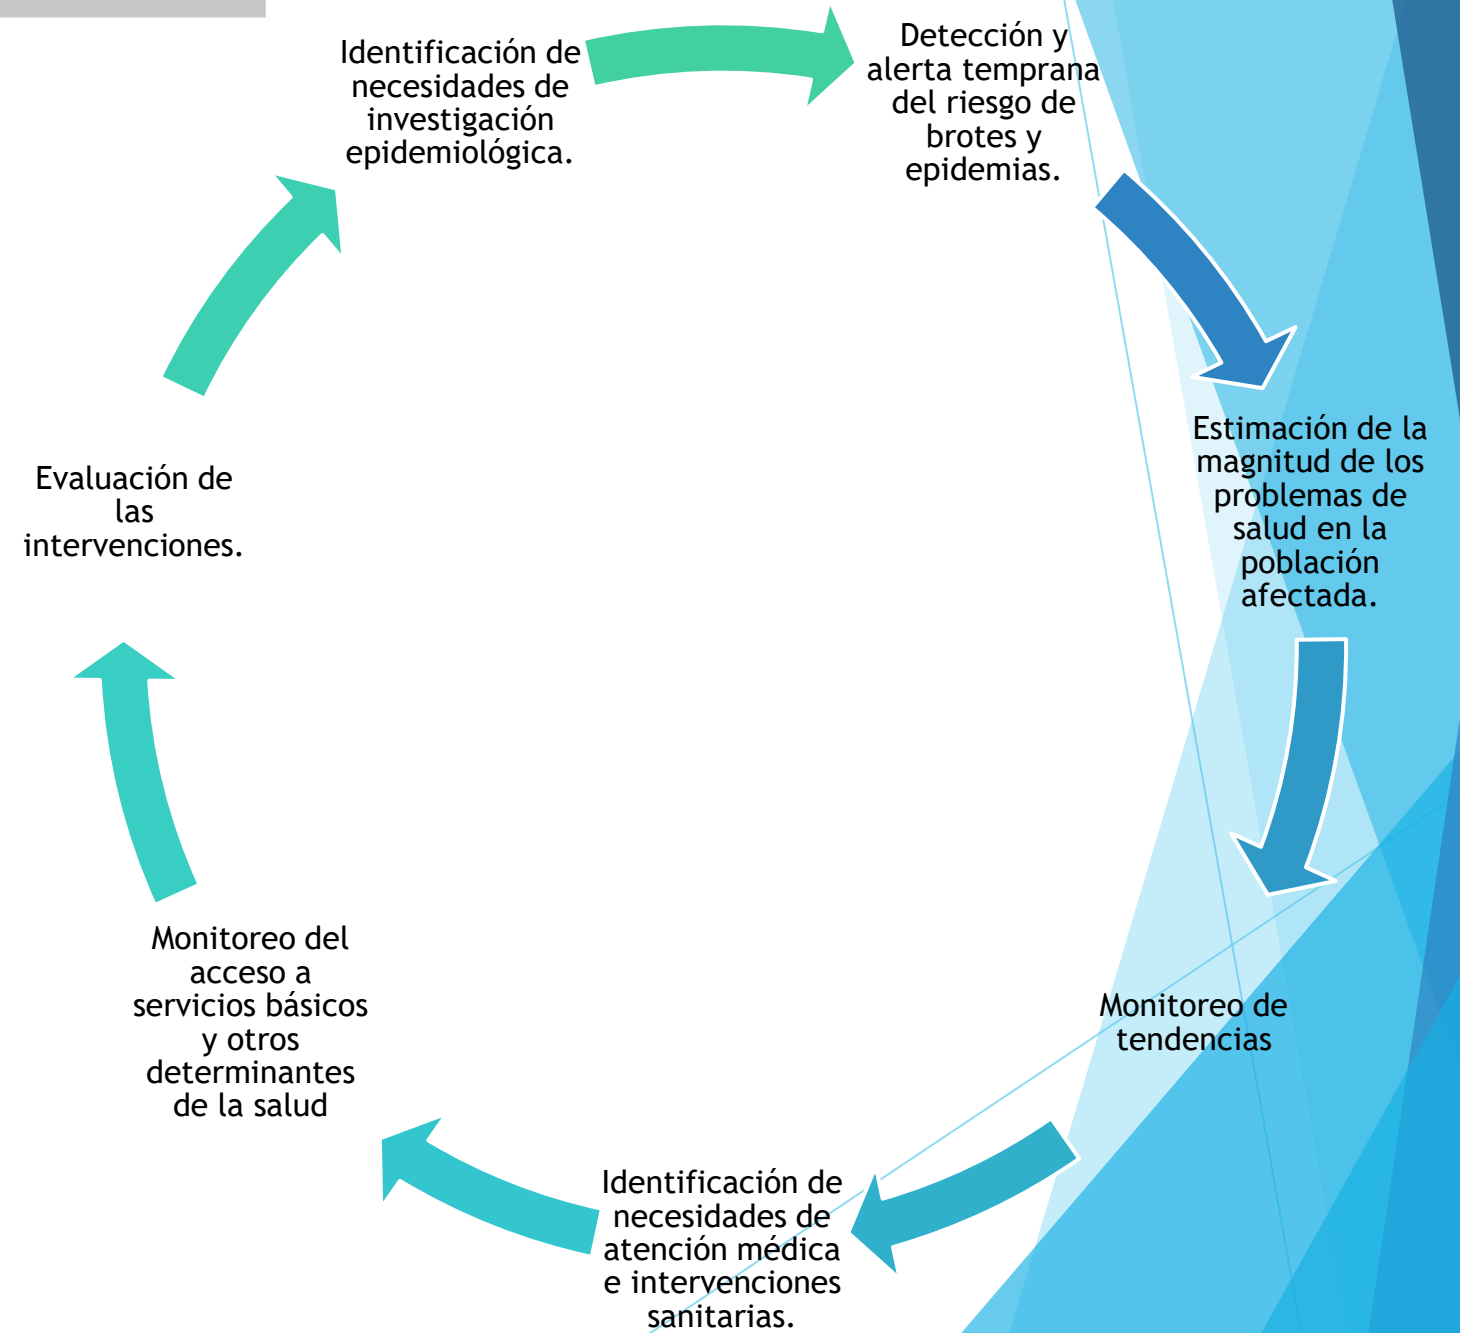 Identificación de
necesidades de
investigación
epidemiológica.
Detección y
alerta temprana
del riesgo de
brotes y
epidemias.
Estimación de la
magnitud de los
problemas de
salud en la
población
afectada.
Monitoreo de
tendencias
Identificación de
necesidades de
atención médica
e intervenciones
sanitarias.
Monitoreo del
acceso a
servicios básicos
y otros
determinantes
de la salud
Evaluación de
las
intervenciones.